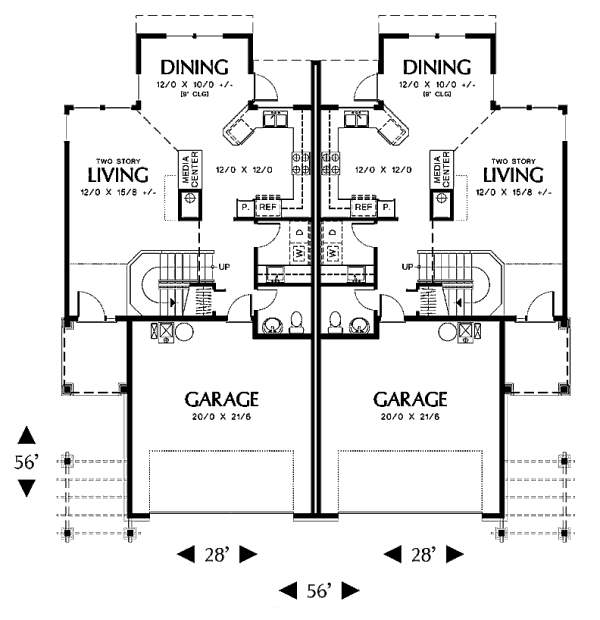 DINING
12/0 X 10/0 +/-
(9' CLG)
DINING
12/0 X 10/0 +/-
(9' CLG)
TWO STORY
LIVING
12/0 X 15/8 +/-
MEDIA
CENTER
12/0 X 12/0
P.
REF
12/0 X 12/0
REF
P.
MEDIA
CENTER
TWO STORY
LIVING
12/0 X 15/8 +/-
D
W
D
W
UP
UP
GARAGE
20/0 X 21/6
GARAGE
20/0 X 21/6
56'
28'
28'
56'